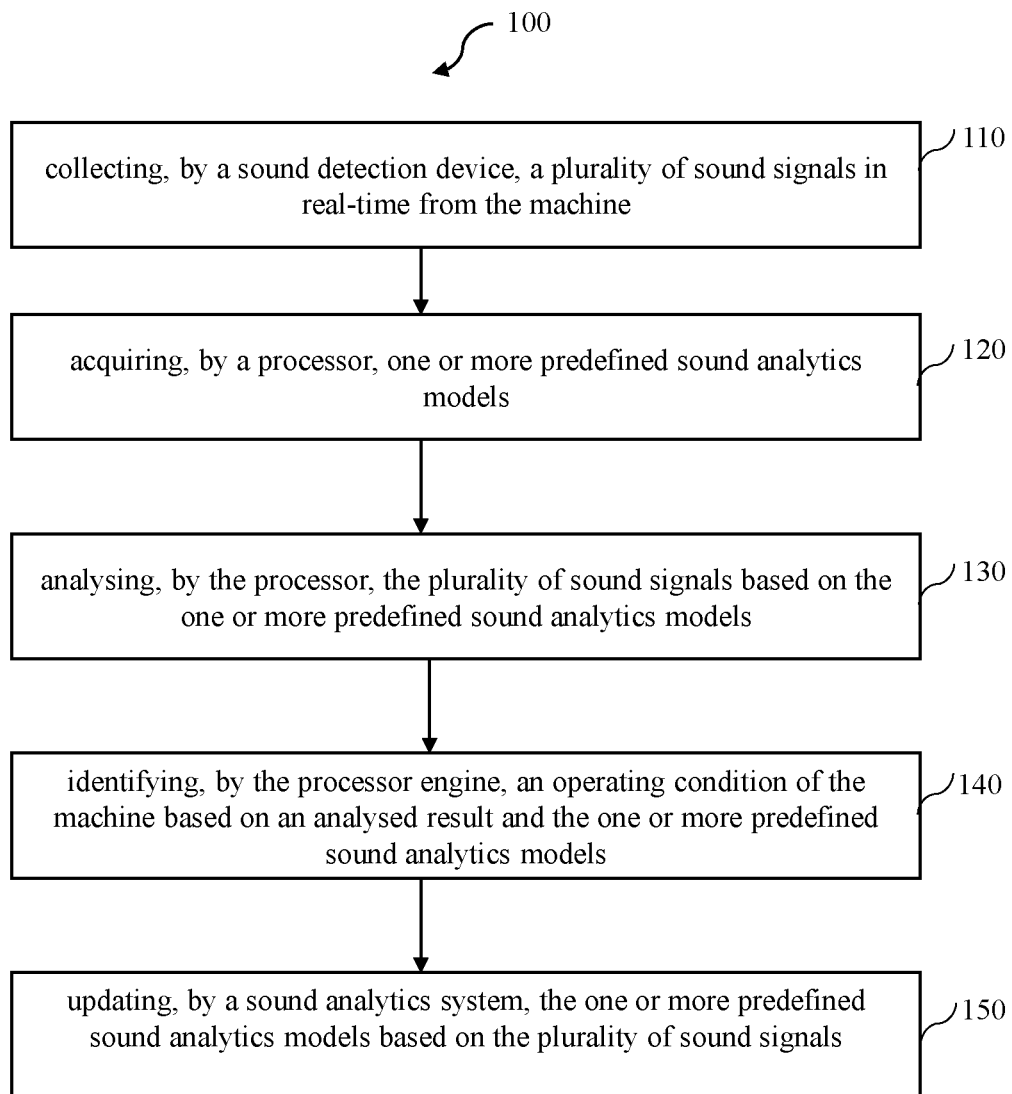 100
collecting, by a sound detection device, a plurality of sound signals in
real-time from the machine
110
acquiring, by a processor, one or more predefined sound analytics
models
120
analysing, by the processor, the plurality of sound signals based on the
one or more predefined sound analytics models
130
identifying, by the processor engine, an operating condition of the
machine based on an analysed result and the one or more predefined
sound analytics models
140
updating, by a sound analytics system, the one or more predefined
sound analytics models based on the plurality of sound signals
150